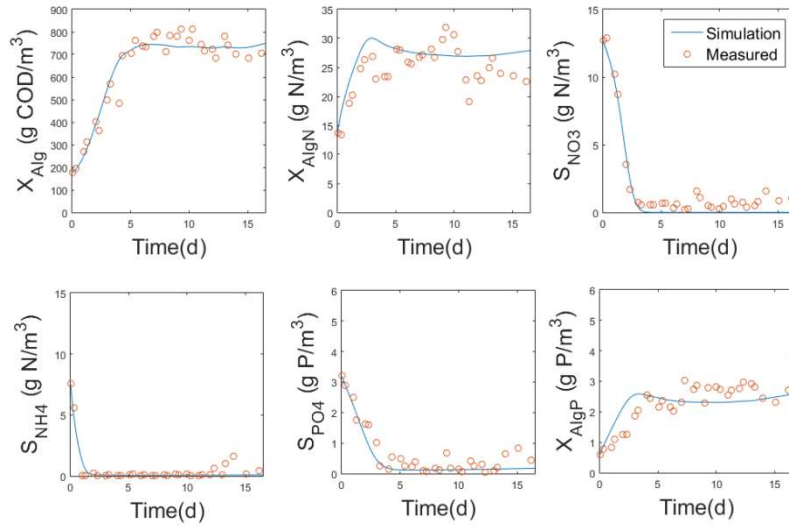 900
800
700
600
500
400
300
200
100
0
X_Alg (g COD/m³)
0 5 10 15
Time(d)
35
30
25
20
15
10
5
0
X_AlgN (g N/m³)
0 5 10 15
Time(d)
15
10
5
0
S_NO3 (g N/m³)
Simulation
Measured
0 5 10 15
Time(d)
15
10
5
0
S_NH4 (g N/m³)
0 5 10 15
Time(d)
6
5
4
3
2
1
0
S_PO4 (g P/m³)
0 5 10 15
Time(d)
6
5
4
3
2
1
0
X_AlgP (g P/m³)
0 5 10 15
Time(d)